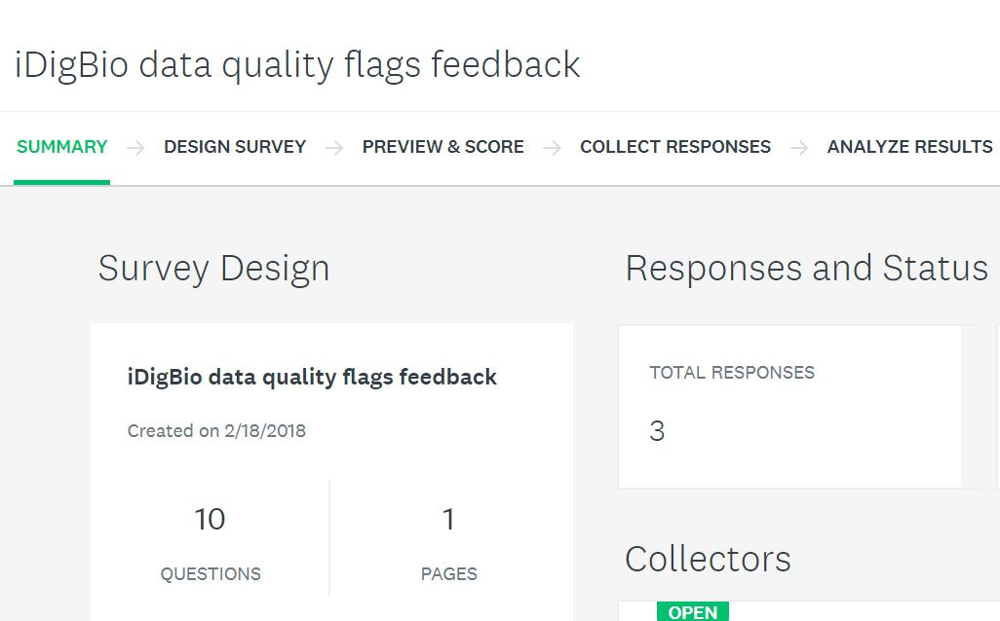 iDigBio data quality flags feedback
SUMMARY → DESIGN SURVEY → PREVIEW & SCORE → COLLECT RESPONSES → ANALYZE RESULTS
Survey Design
iDigBio data quality flags feedback
Created on 2/18/2018
10
QUESTIONS
1
PAGES
Responses and Status
TOTAL RESPONSES
3
Collectors
OPEN